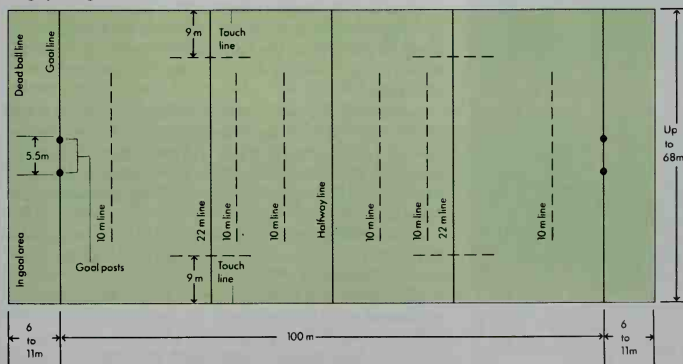 9 m
Touch
line
Dead ball line
Goal line
5.5m
Up
to
68m
10 m line
22 m line
10 m line
10 m line
Halfway line
10 m line
10 m line
22 m line
10 m line
In goal area
Goal posts
9 m
Touch
line
6
to
11m
100 m
6
to
11m